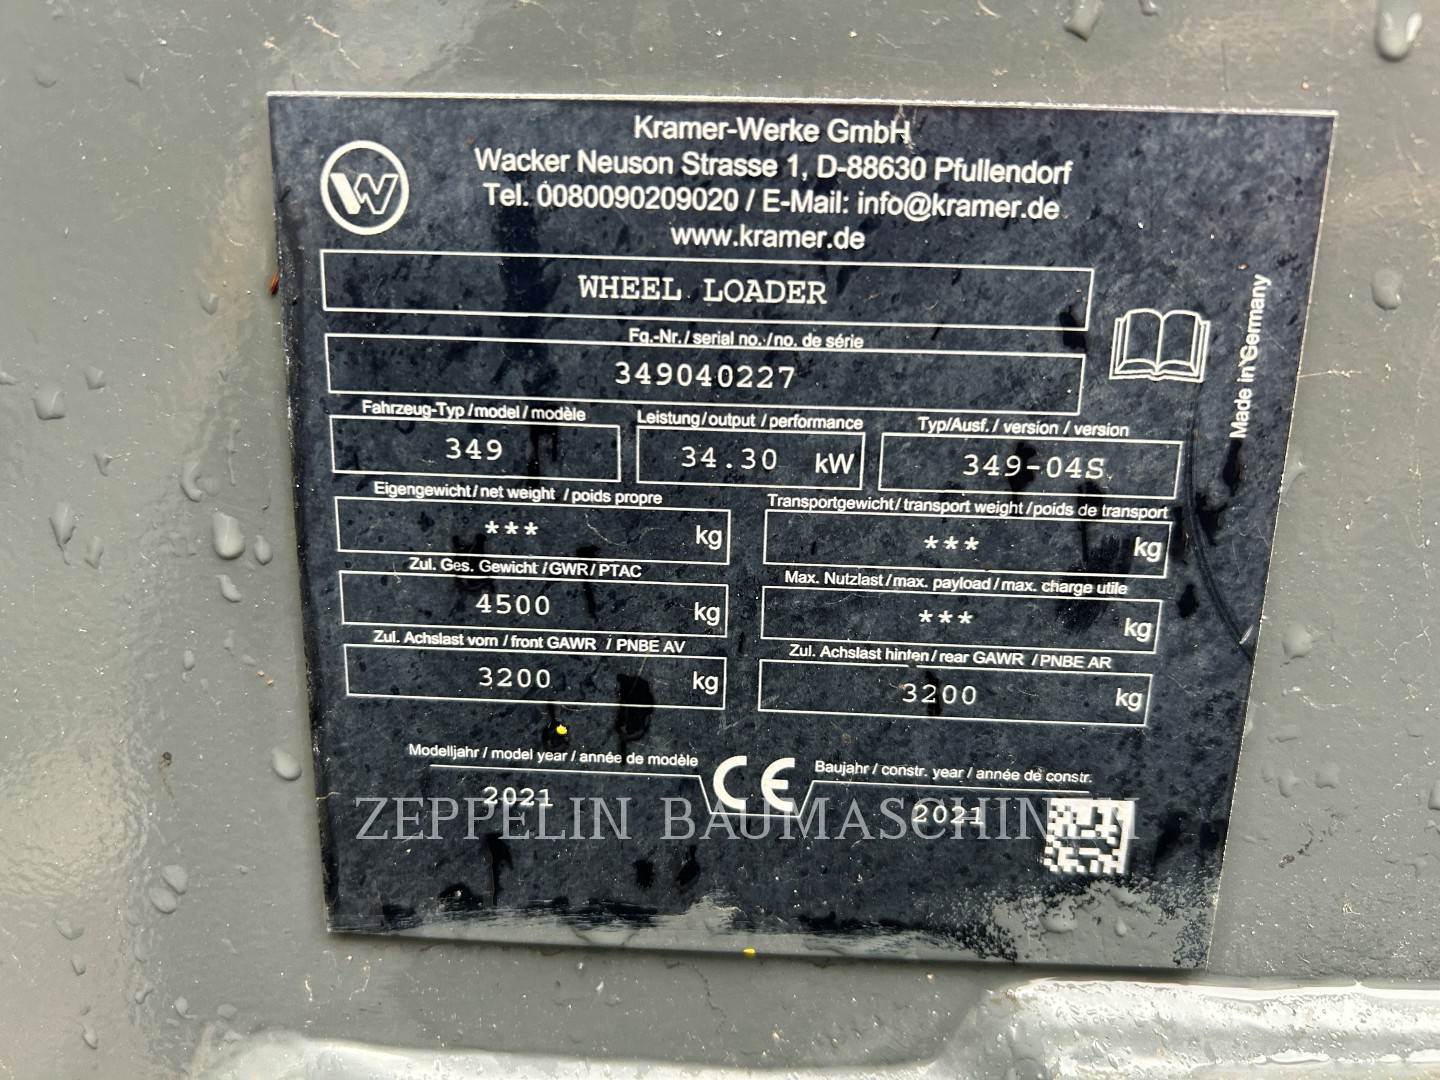 Kramer-Werke GmbH
Wacker Neuson Strasse 1, D-88630 Pfullendorf
Tel. 0080090209020 / E-Mail: info@kramer.de
www.kramer.de
WHEEL LOADER
Fg.-Nr. / serial no. / no. de série
349040227
Made in Germany
Fahrzeug-Typ / model / modèle Leistung / output / performance Typ/Ausf. / version / version
349 34.30 kW 349-04S
Eigengewicht / net weight / poids propre Transportgewicht / transport weight / poids de transport
*** kg *** kg
Zul. Ges. Gewicht / GWR / PTAC Max. Nutzlast / max. payload / max. charge utile
4500 kg *** kg
Zul. Achslast vorn / front GAWR / PNBE AV Zul. Achslast hinten / rear GAWR / PNBE AR
3200 kg 3200 kg
Modelljahr / model year / année de modèle CE Baujahr / constr. year / année de constr.
2021 2021
ZEPPELIN BAUMASCHINEN